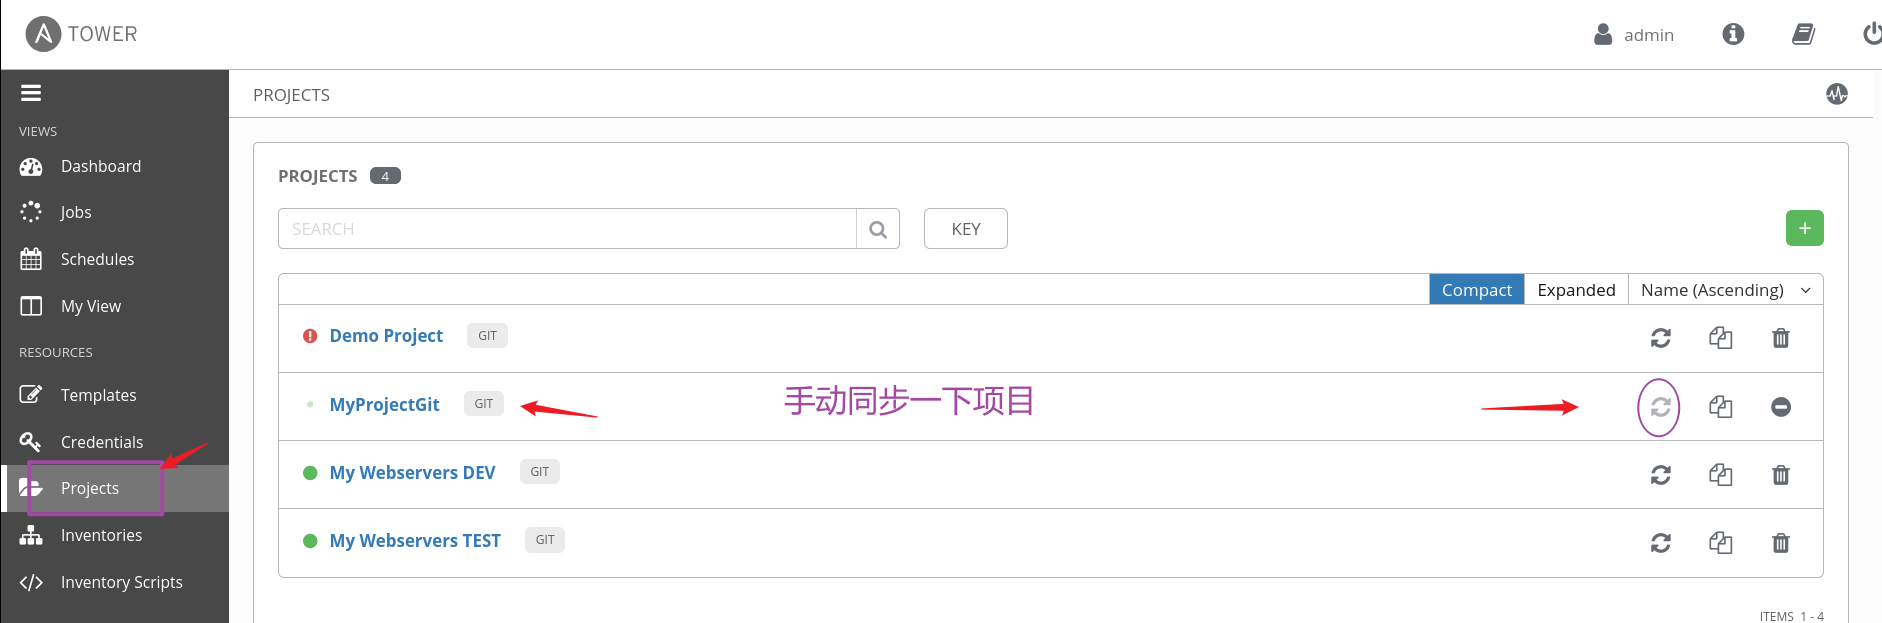 TOWER
admin
VIEWS
Dashboard
Jobs
Schedules
My View
RESOURCES
Templates
Credentials
Projects
Inventories
Inventory Scripts
PROJECTS
PROJECTS 4
SEARCH
KEY
+
Compact Expanded Name (Ascending)
Demo Project GIT
MyProjectGit GIT 手动同步一下项目
My Webservers DEV GIT
My Webservers TEST GIT
ITEMS 1 - 4